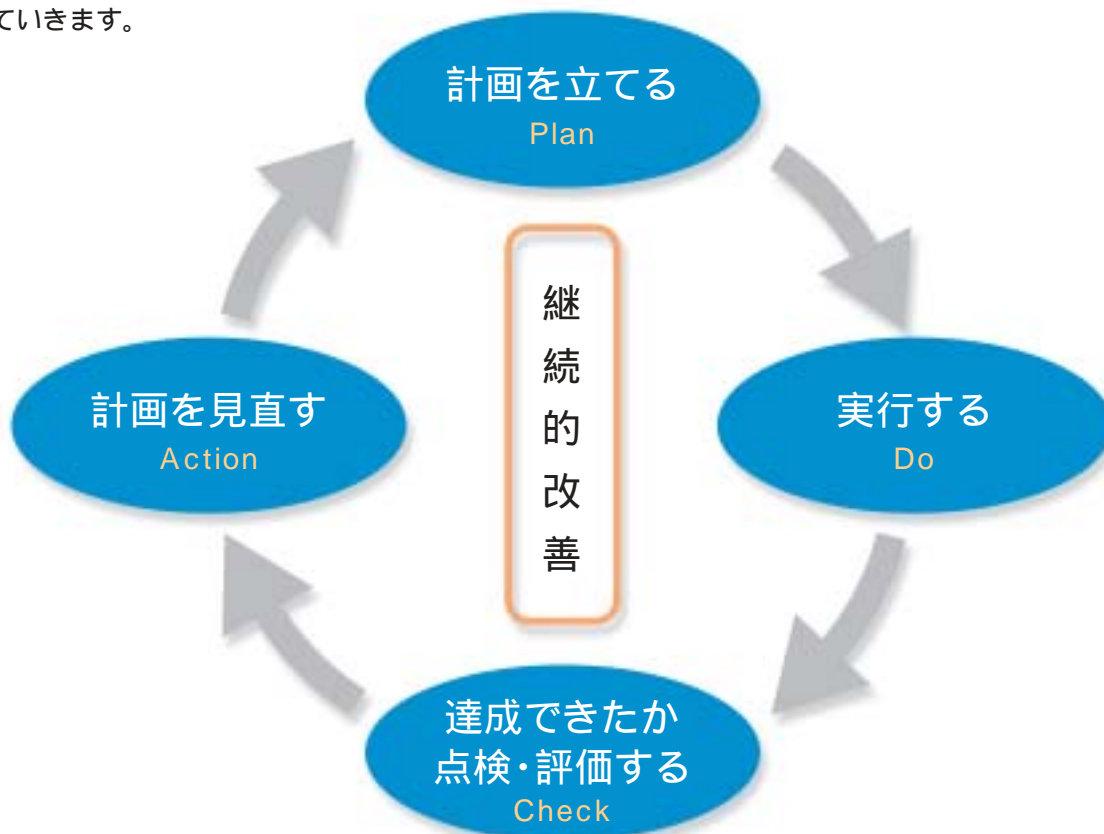 ていきます。
計画を立てる
Plan
実行する
Do
達成できたか
点検・評価する
Check
計画を見直す
Action
継続的改善